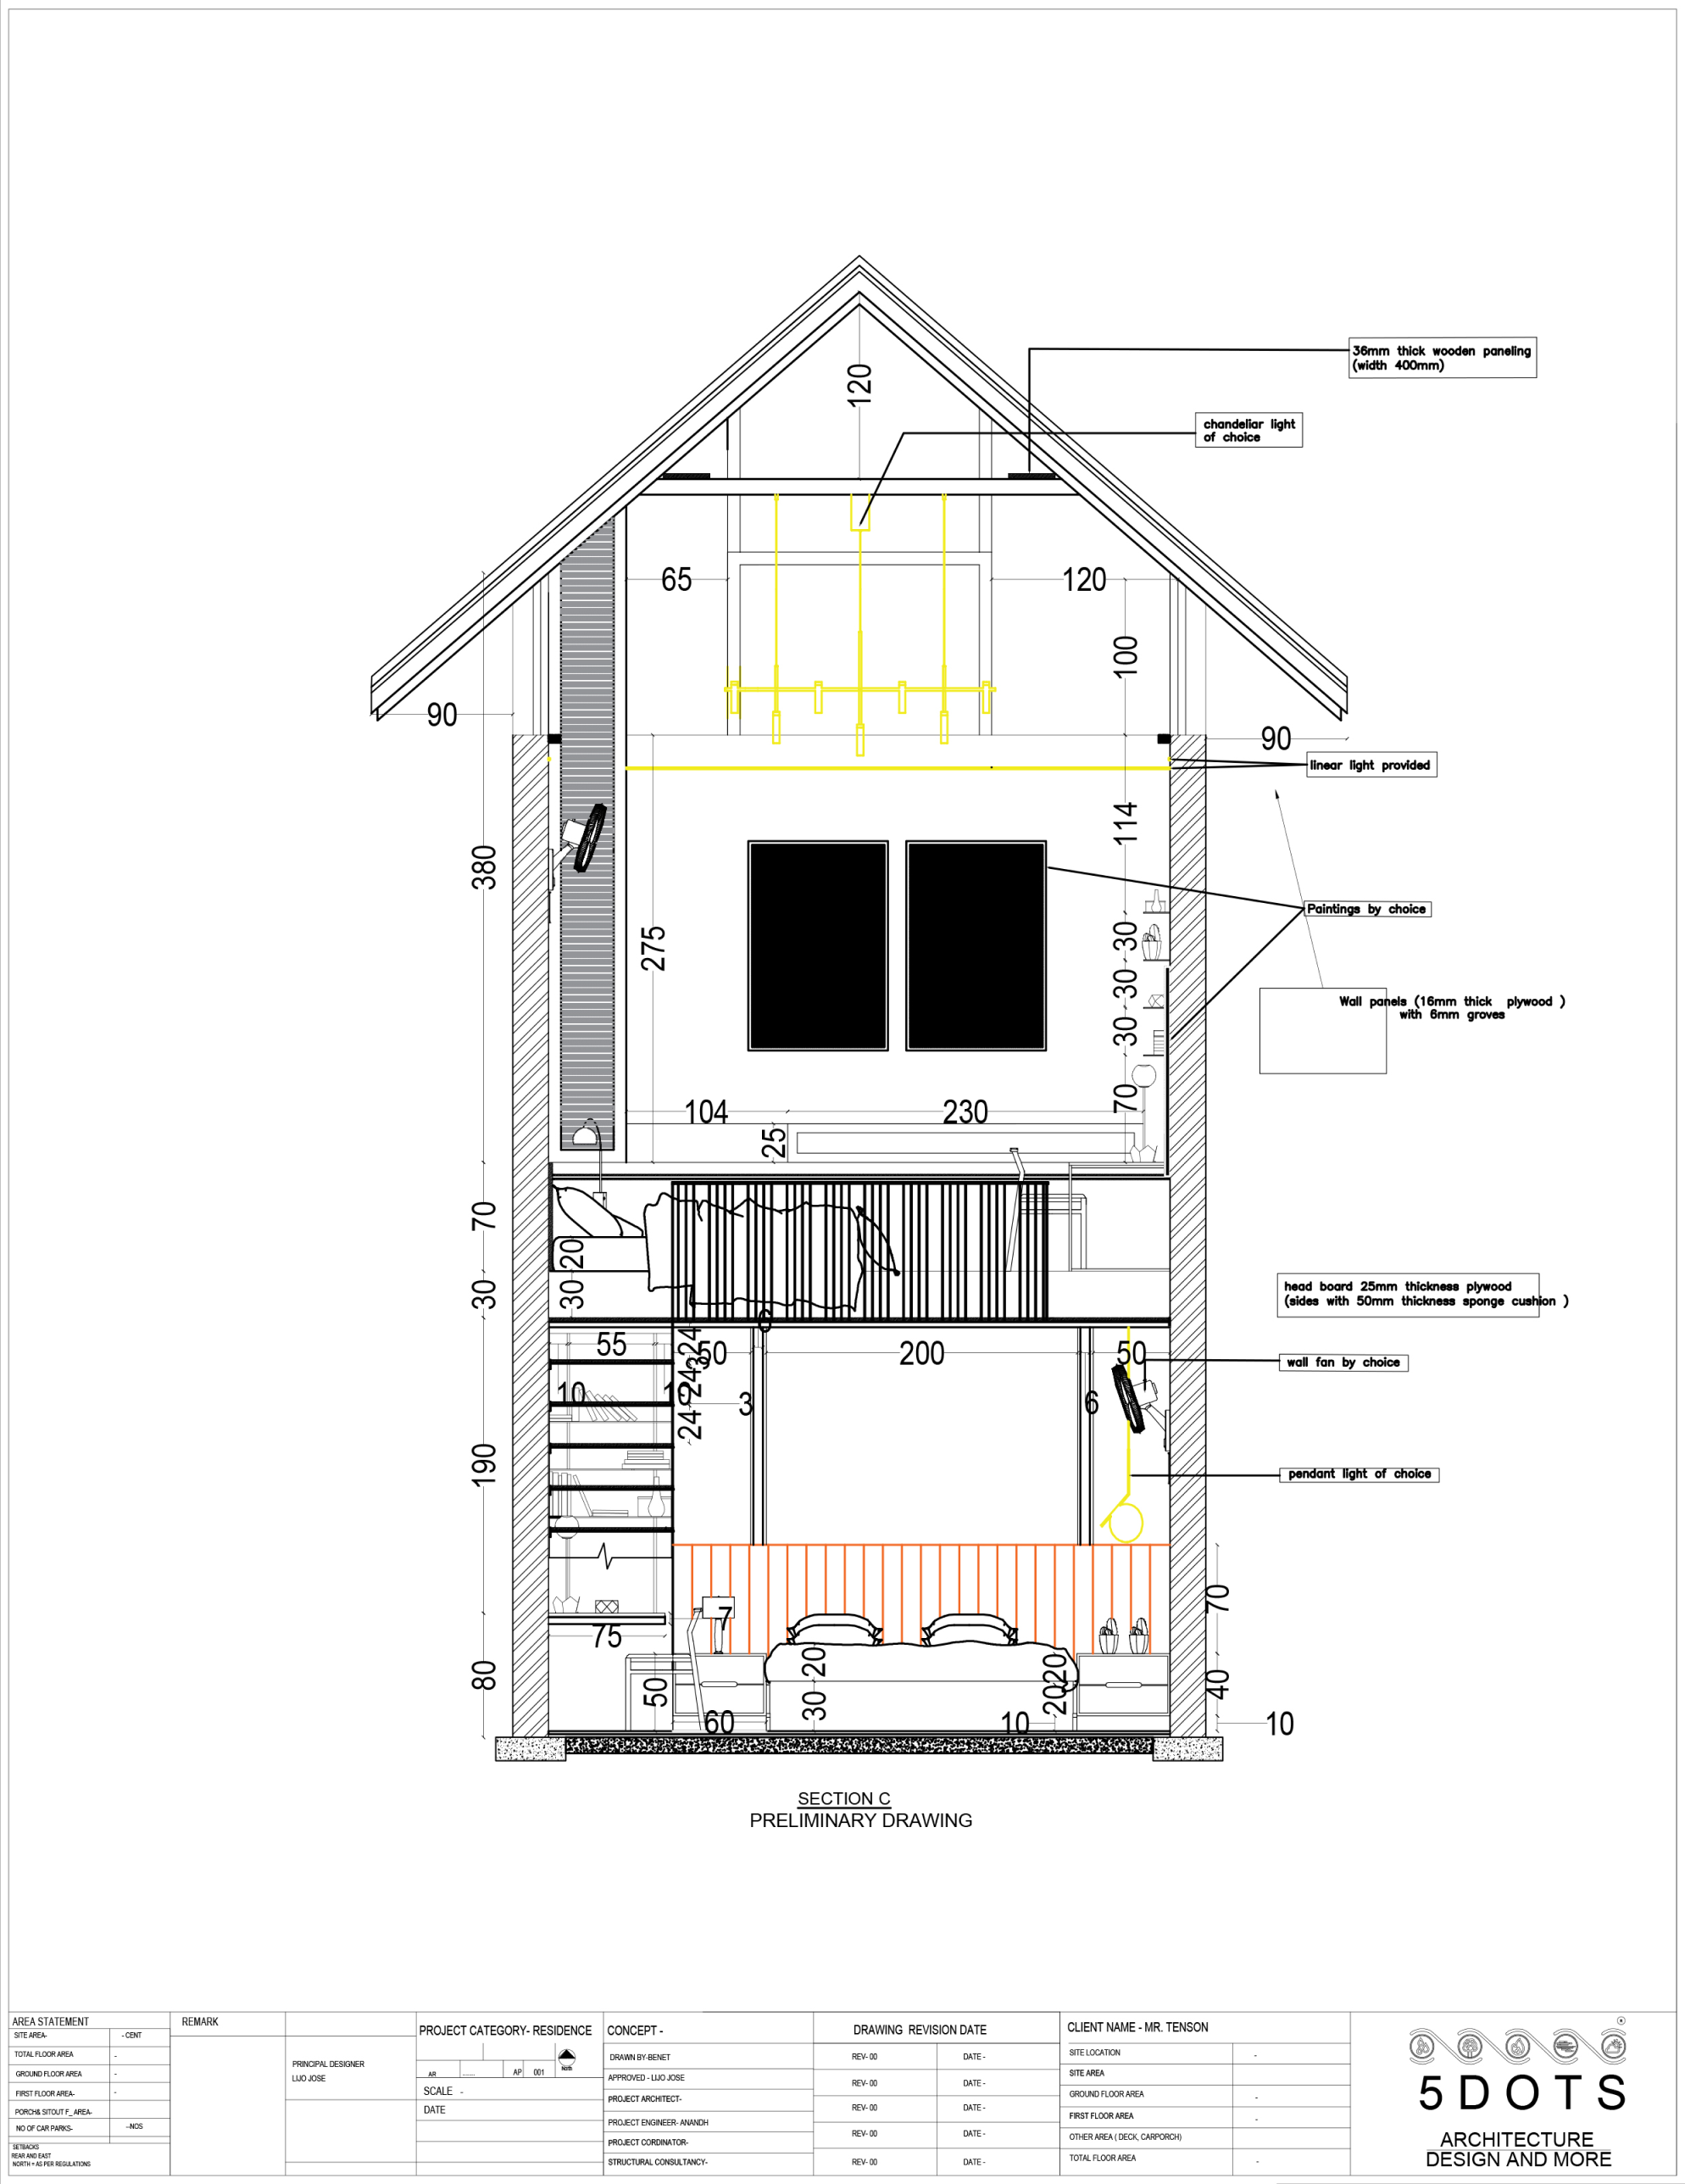 36mm thick wooden paneling
(width 400mm)
120
chandeliar light
of choice
65
120
100
90
90
linear light provided
114
380
275
Paintings by choice
30
30
30
Wall panels (16mm thick plywood )
with 6mm groves
70
104
230
25
70
20
30
30
head board 25mm thickness plywood
(sides with 50mm thickness sponge cushion )
6
55
50
200
50
wall fan by choice
24
24
24
10
3
6
190
pendant light of choice
70
7
75
80
50
20
30
20
20
40
60
10
10
SECTION C
PRELIMINARY DRAWING
AREA STATEMENT
SITE AREA-
- CENT
TOTAL FLOOR AREA
-
GROUND FLOOR AREA
-
FIRST FLOOR AREA-
-
PORCH& SITOUT F_ AREA-
NO OF CAR PARKS-
--NOS
SETBACKS
REAR AND EAST
NORTH = AS PER REGULATIONS
REMARK
PRINCIPAL DESIGNER
LIJO JOSE
PROJECT CATEGORY- RESIDENCE
North
AR
.......
AP
001
SCALE -
DATE
CONCEPT -
DRAWN BY-BENET
APPROVED - LIJO JOSE
PROJECT ARCHITECT-
PROJECT ENGINEER- ANANDH
PROJECT CORDINATOR-
STRUCTURAL CONSULTANCY-
DRAWING REVISION DATE
REV- 00
DATE -
REV- 00
DATE -
REV- 00
DATE -
REV- 00
DATE -
REV- 00
DATE -
CLIENT NAME - MR. TENSON
SITE LOCATION
-
SITE AREA
GROUND FLOOR AREA
-
FIRST FLOOR AREA
-
OTHER AREA ( DECK, CARPORCH)
TOTAL FLOOR AREA
-
5DOTS
ARCHITECTURE
DESIGN AND MORE